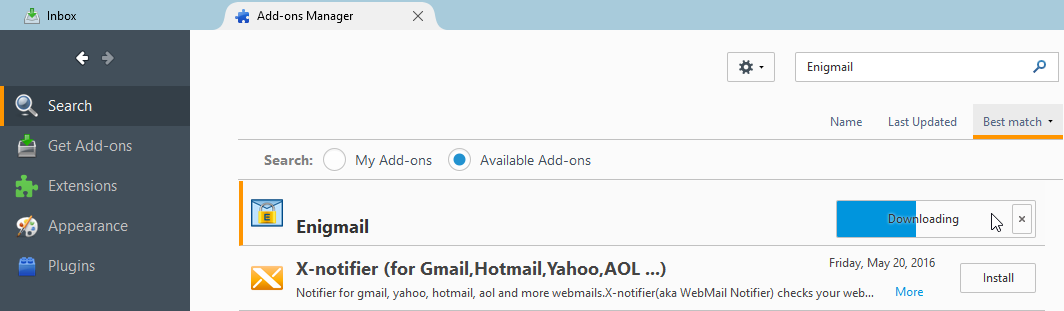 Inbox
Add-ons Manager
Enigmail
Search
Name Last Updated Best match
Get Add-ons
Search: My Add-ons Available Add-ons
Extensions
Appearance
Enigmail
Downloading
Plugins
X-notifier (for Gmail,Hotmail,Yahoo,AOL ...)
Friday, May 20, 2016
Install
Notifier for gmail, yahoo, hotmail, aol and more webmails.X-notifier(aka WebMail Notifier) checks your web...
More